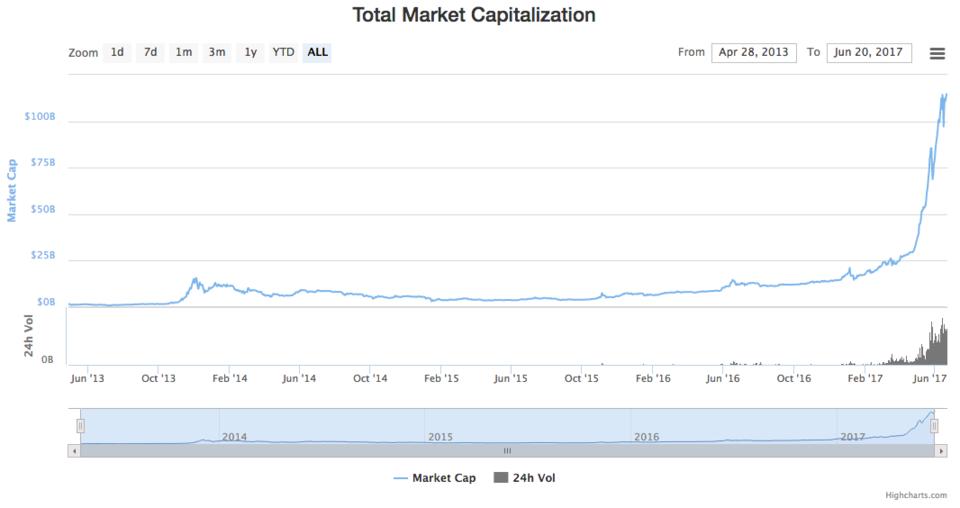 Total Market Capitalization
Zoom 1d 7d 1m 3m 1y YTD ALL From Apr 28, 2013 To Jun 20, 2017
$100B
$75B
$50B
$25B
$0B
Market Cap
24h Vol
0B
Jun '13 Oct '13 Feb '14 Jun '14 Oct '14 Feb '15 Jun '15 Oct '15 Feb '16 Jun '16 Oct '16 Feb '17 Jun '17
2014 2015 2016 2017
Market Cap 24h Vol
Highcharts.com